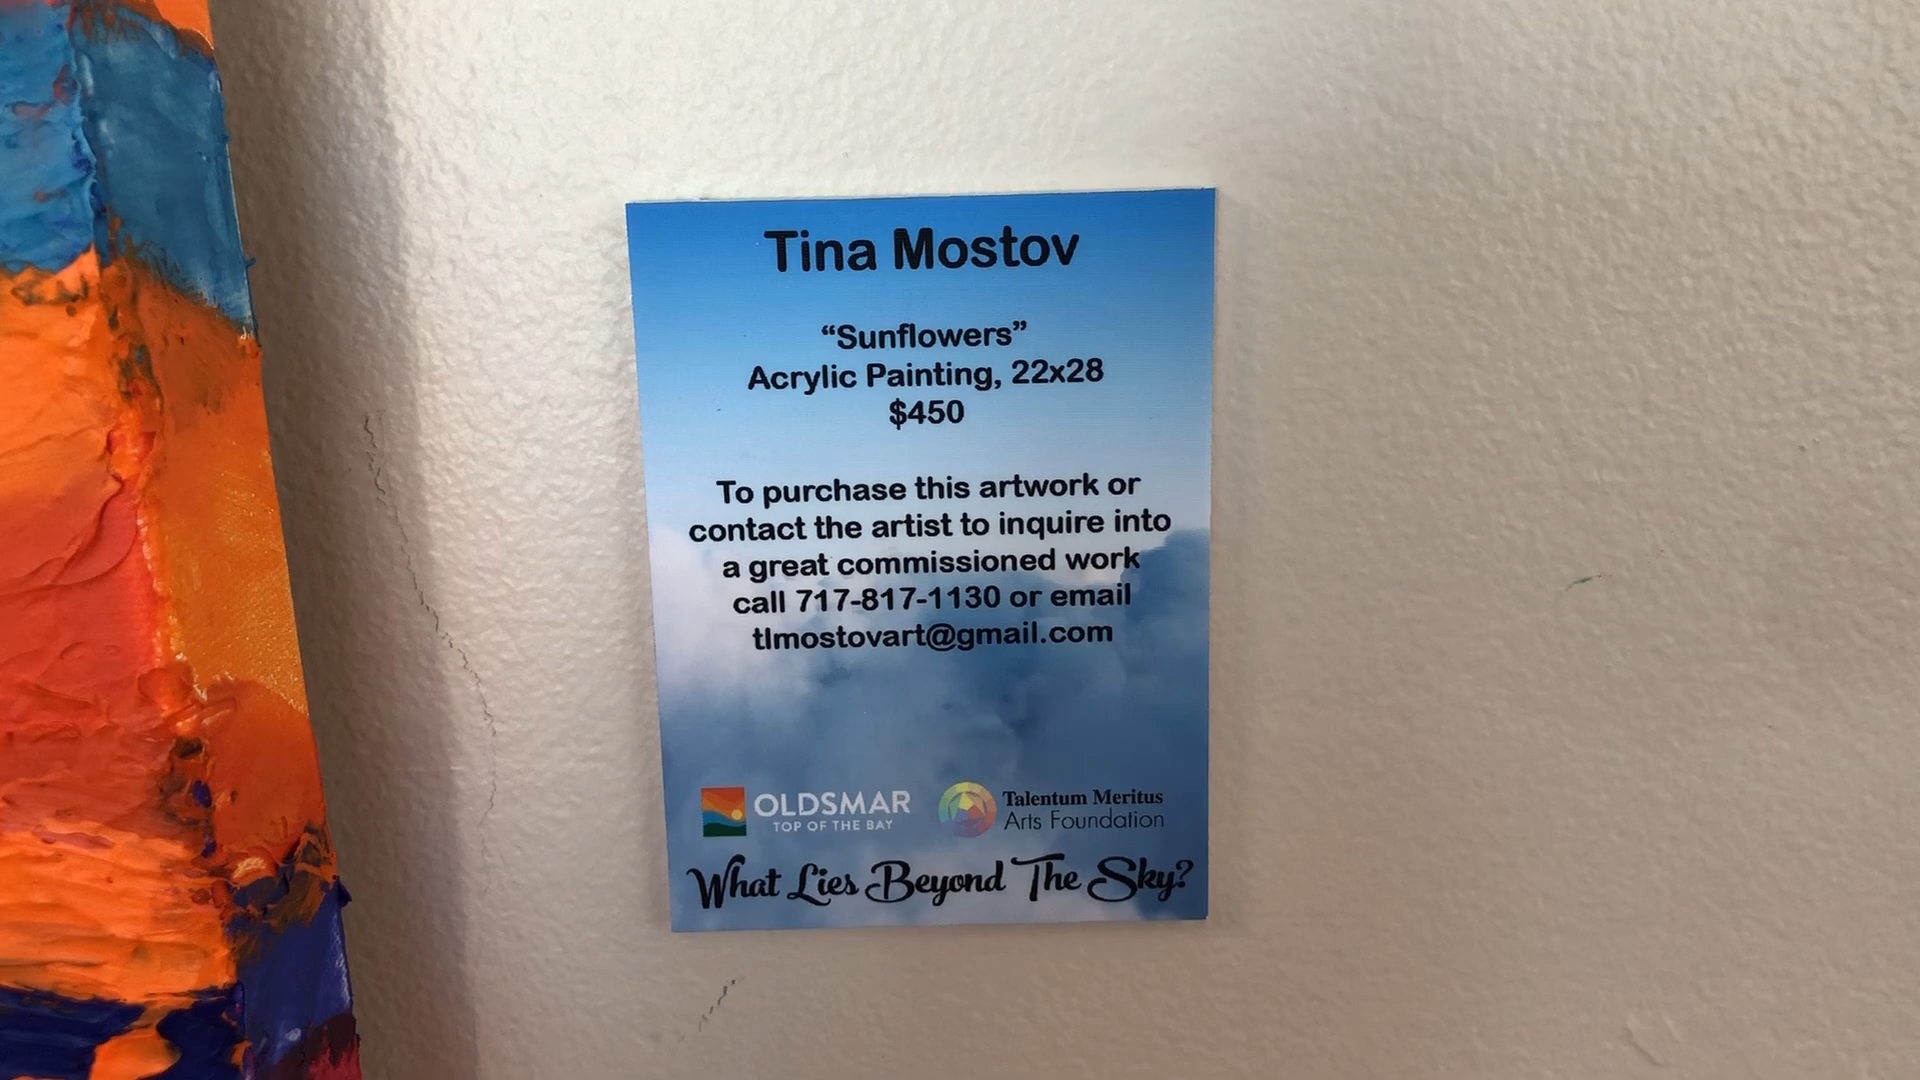 Tina Mostov
“Sunflowers”
Acrylic Painting, 22x28
$450
To purchase this artwork or
contact the artist to inquire into
a great commissioned work
call 717-817-1130 or email
tlmostovart@gmail.com
OLDSMAR
TOP OF THE BAY
Talentum Meritus
Arts Foundation
What Lies Beyond The Sky?